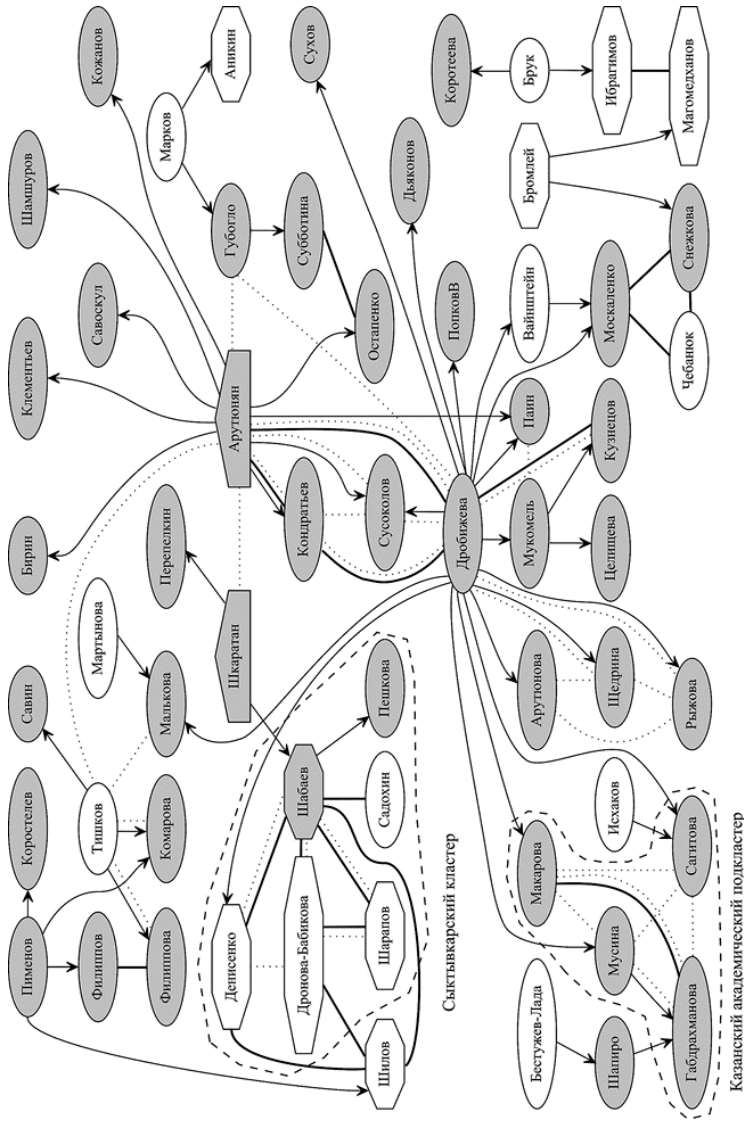 Пименов
Коростелев
Савин
Бирин
Клементьев
Шамшуров
Филиппов
Тишков
Мартынова
Савоскул
Кожанов
Филиппова
Комарова
Малькова
Перепелкин
Марков
Денисенко
Шкаратан
Арутюнян
Губогло
Аникин
Дронова-Бабикова
Шабаев
Кондратьев
Субботина
Сухов
Шилов
Шарапов
Садохин
Пешкова
Сусоколов
Остапенко
Дьяконов
Сыктывкарский кластер
Дробижева
ПопковВ
Коротеева
Бестужев-Лада
Макарова
Арутюнова
Мукомель
Паин
Вайнштейн
Бромлей
Брук
Шапиро
Мусина
Исхаков
Щедрина
Целищева
Кузнецов
Москаленко
Ибрагимов
Габдрахманова
Сагитова
Рыжова
Чебанюк
Снежкова
Магомедханов
Казанский академический подкластер